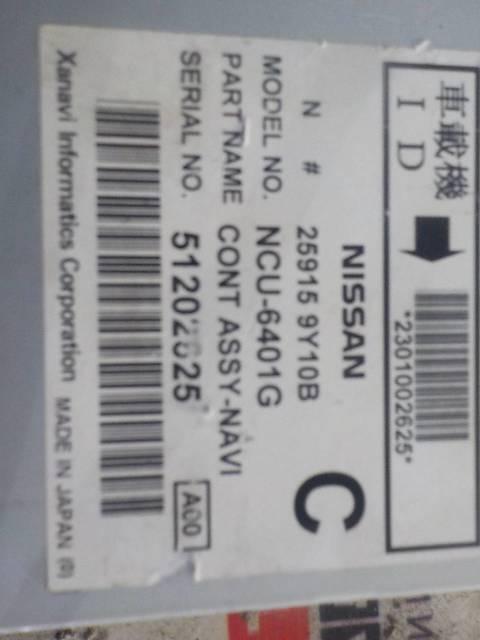 車載機
ID
*23010002625*
NISSAN
N # 25915 9Y10B
C
MODEL NO. NCU-6401G
PART NAME CONT ASSY-NAVI
SERIAL NO.
A00
Xanavi Informatics Corporation MADE IN JAPAN (R)